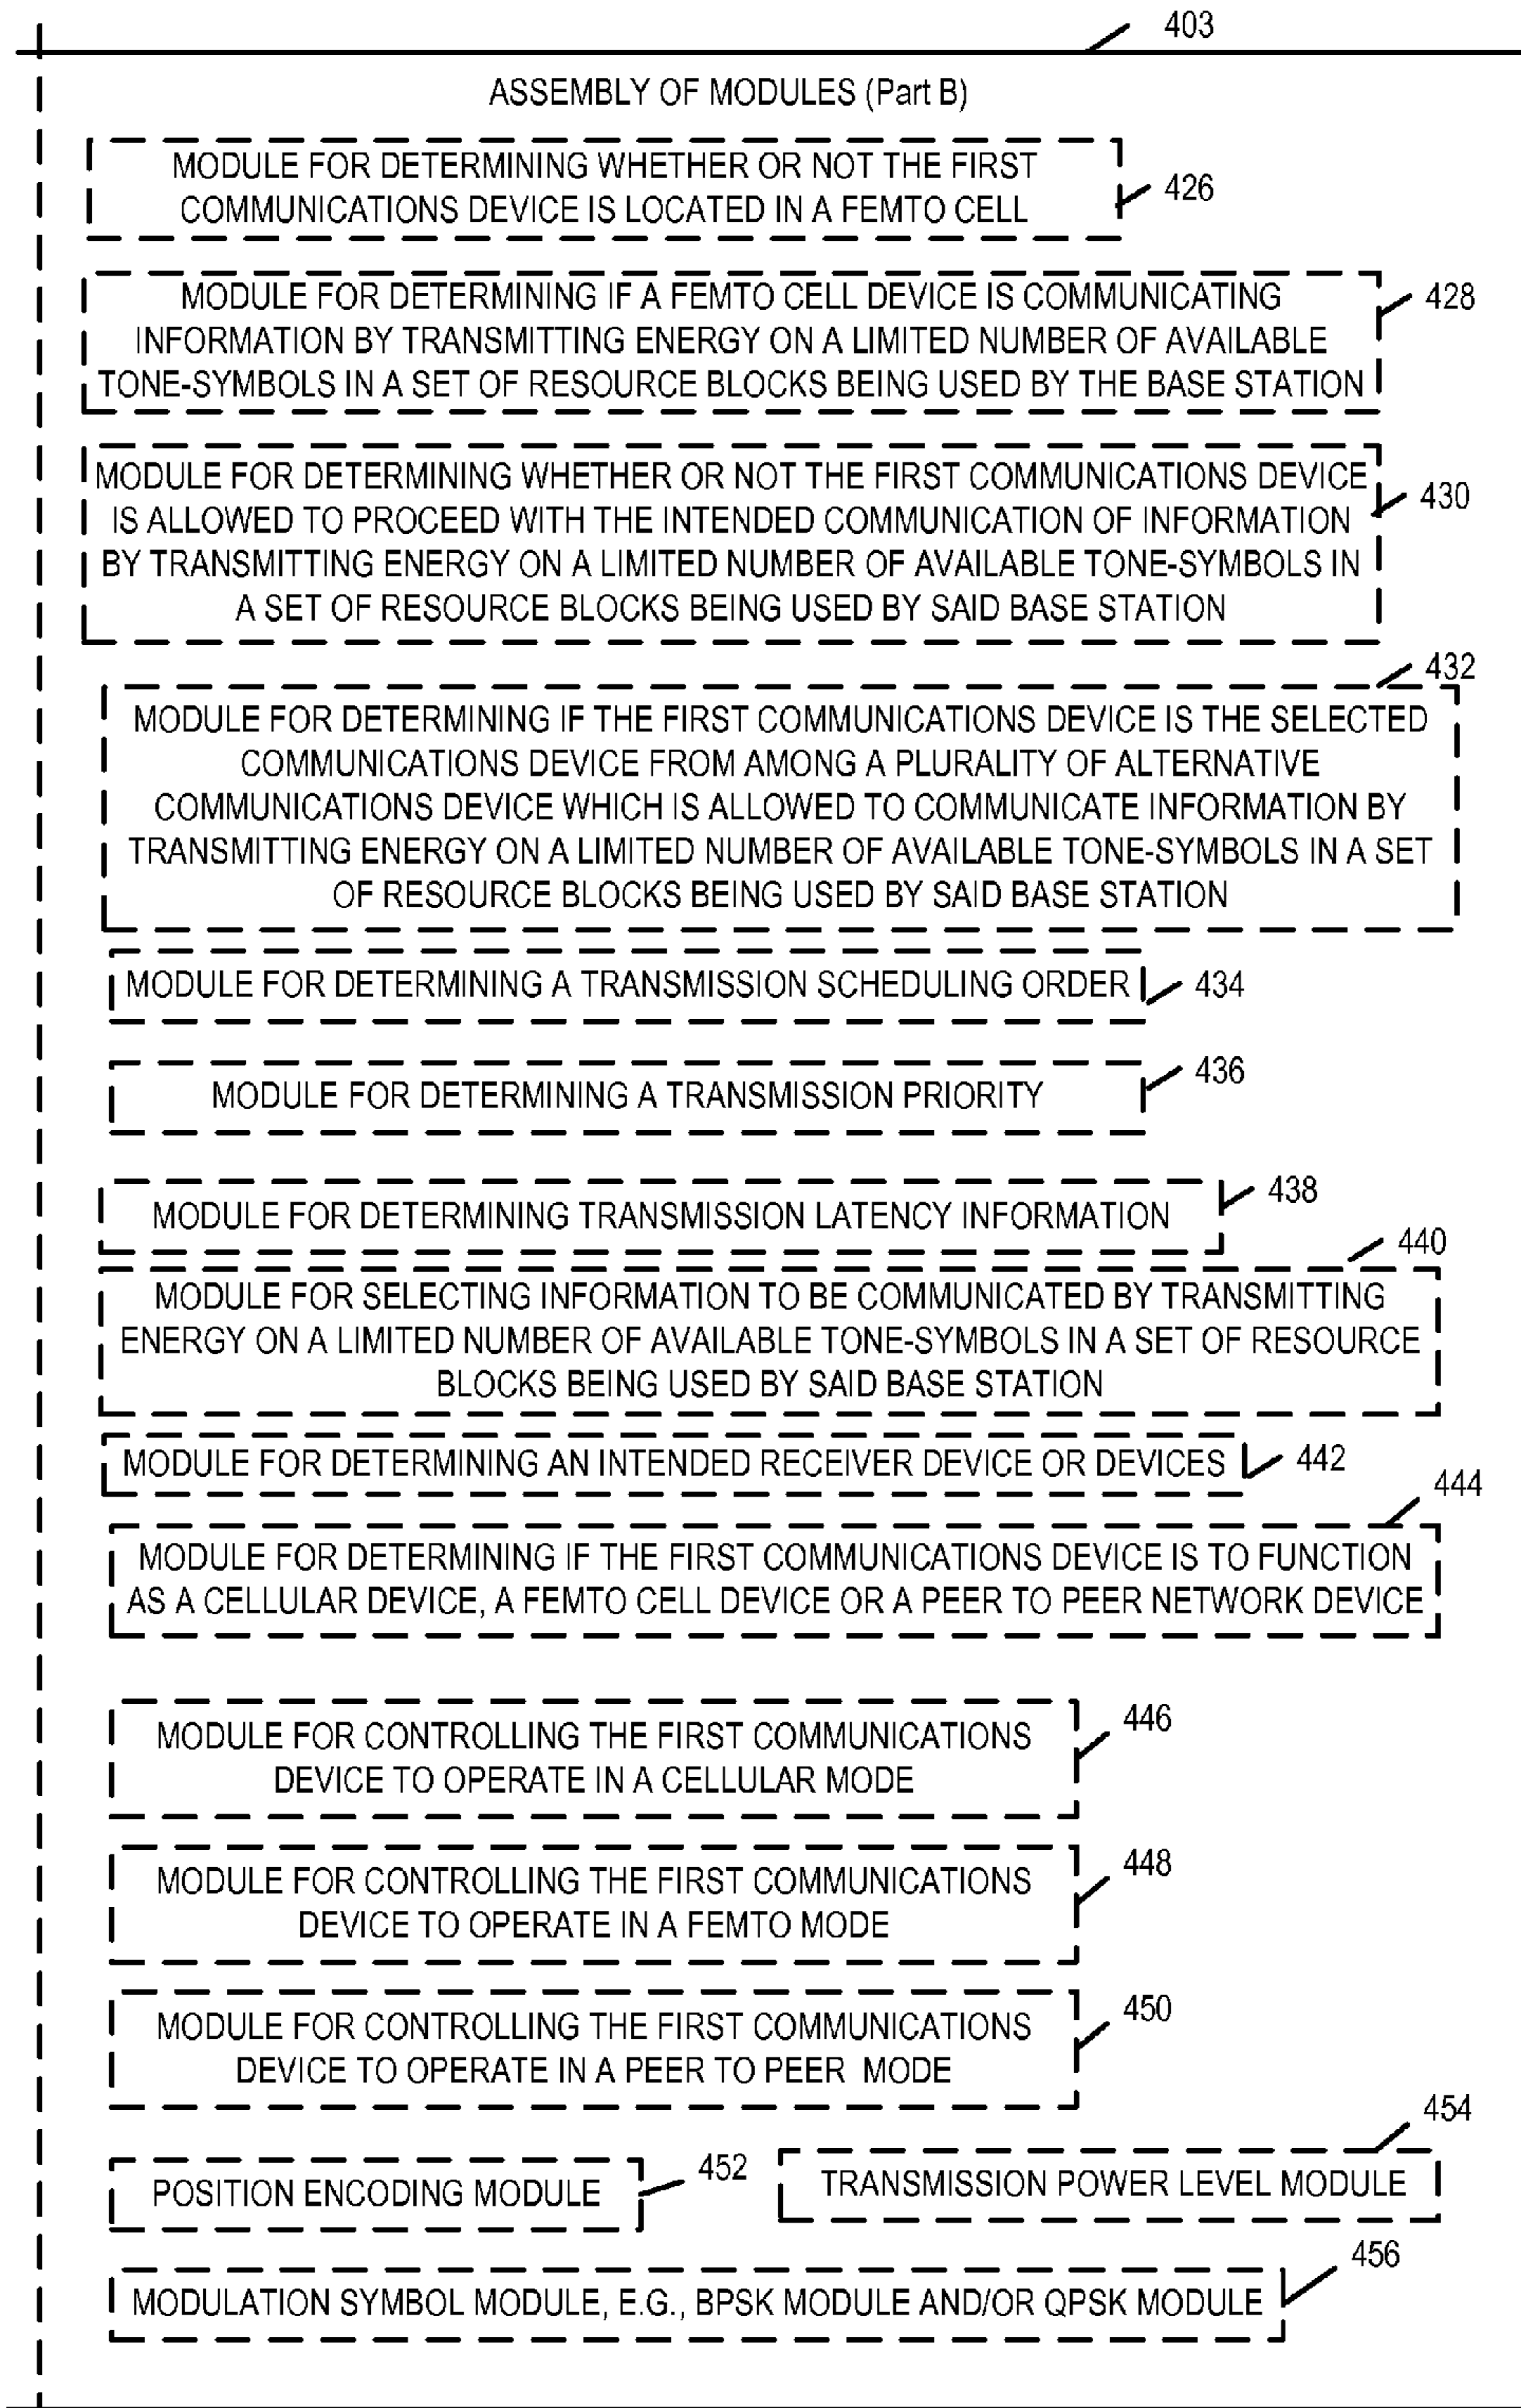 403
ASSEMBLY OF MODULES (Part B)
MODULE FOR DETERMINING WHETHER OR NOT THE FIRST
COMMUNICATIONS DEVICE IS LOCATED IN A FEMTO CELL
426
MODULE FOR DETERMINING IF A FEMTO CELL DEVICE IS COMMUNICATING
INFORMATION BY TRANSMITTING ENERGY ON A LIMITED NUMBER OF AVAILABLE
TONE-SYMBOLS IN A SET OF RESOURCE BLOCKS BEING USED BY THE BASE STATION
428
MODULE FOR DETERMINING WHETHER OR NOT THE FIRST COMMUNICATIONS DEVICE
IS ALLOWED TO PROCEED WITH THE INTENDED COMMUNICATION OF INFORMATION
BY TRANSMITTING ENERGY ON A LIMITED NUMBER OF AVAILABLE TONE-SYMBOLS IN
A SET OF RESOURCE BLOCKS BEING USED BY SAID BASE STATION
430
432
MODULE FOR DETERMINING IF THE FIRST COMMUNICATIONS DEVICE IS THE SELECTED
COMMUNICATIONS DEVICE FROM AMONG A PLURALITY OF ALTERNATIVE
COMMUNICATIONS DEVICE WHICH IS ALLOWED TO COMMUNICATE INFORMATION BY
TRANSMITTING ENERGY ON A LIMITED NUMBER OF AVAILABLE TONE-SYMBOLS IN A SET
OF RESOURCE BLOCKS BEING USED BY SAID BASE STATION
MODULE FOR DETERMINING A TRANSMISSION SCHEDULING ORDER
434
MODULE FOR DETERMINING A TRANSMISSION PRIORITY
436
MODULE FOR DETERMINING TRANSMISSION LATENCY INFORMATION
438
440
MODULE FOR SELECTING INFORMATION TO BE COMMUNICATED BY TRANSMITTING
ENERGY ON A LIMITED NUMBER OF AVAILABLE TONE-SYMBOLS IN A SET OF RESOURCE
BLOCKS BEING USED BY SAID BASE STATION
MODULE FOR DETERMINING AN INTENDED RECEIVER DEVICE OR DEVICES
442
444
MODULE FOR DETERMINING IF THE FIRST COMMUNICATIONS DEVICE IS TO FUNCTION
AS A CELLULAR DEVICE, A FEMTO CELL DEVICE OR A PEER TO PEER NETWORK DEVICE
MODULE FOR CONTROLLING THE FIRST COMMUNICATIONS
DEVICE TO OPERATE IN A CELLULAR MODE
446
MODULE FOR CONTROLLING THE FIRST COMMUNICATIONS
DEVICE TO OPERATE IN A FEMTO MODE
448
MODULE FOR CONTROLLING THE FIRST COMMUNICATIONS
DEVICE TO OPERATE IN A PEER TO PEER MODE
450
POSITION ENCODING MODULE
452
454
TRANSMISSION POWER LEVEL MODULE
456
MODULATION SYMBOL MODULE, E.G., BPSK MODULE AND/OR QPSK MODULE